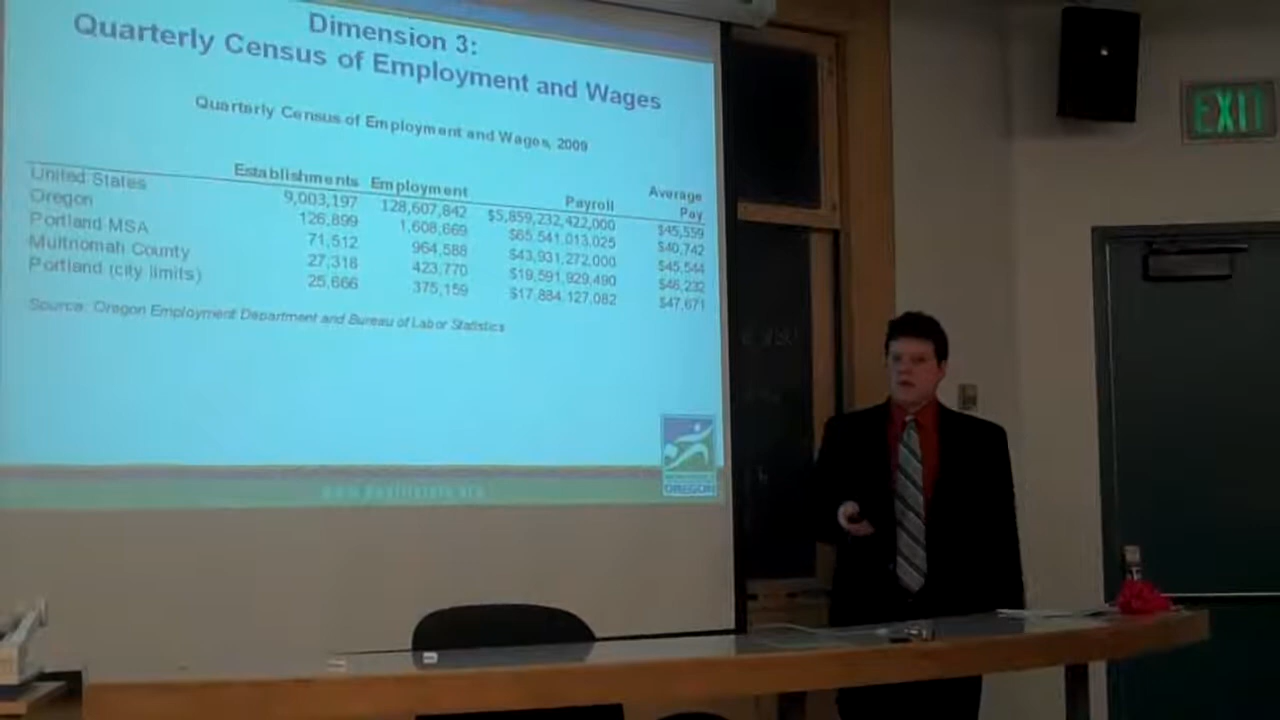 Dimension 3:
Quarterly Census of Employment and Wages
Quarterly Census of Employment and Wages, 2009
Establishments Employment Payroll Average Pay
United States 9,003,197 128,607,842 $5,859,232,422,000 $45,559
Oregon 126,899 1,608,669 $65,541,013,025 $40,742
Portland MSA 71,512 964,588 $43,931,272,000 $45,544
Multnomah County 27,318 423,770 $19,591,929,490 $46,232
Portland (city limits) 25,666 375,159 $17,884,127,082 $47,671
Source: Oregon Employment Department and Bureau of Labor Statistics
OREGON
EXIT